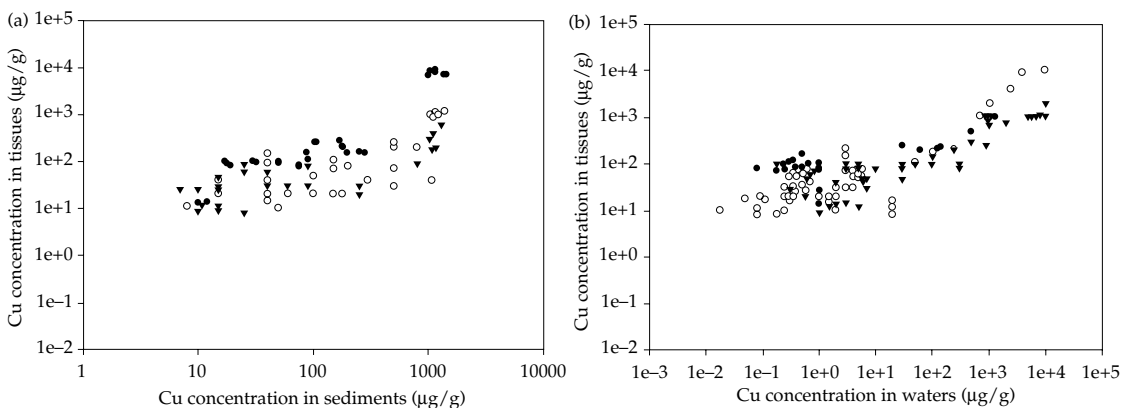 (a)
Cu concentration in tissues (µg/g)
1e+5
1e+4
1e+3
1e+2
1e+1
1e+0
1e−1
1e−2
1
10
100
1000
10000
Cu concentration in sediments (µg/g)
(b)
Cu concentration in tissues (µg/g)
1e+5
1e+4
1e+3
1e+2
1e+1
1e+0
1e−1
1e−2
1e−3
1e−2
1e−1
1e+0
1e+1
1e+2
1e+3
1e+4
1e+5
Cu concentration in waters (µg/g)